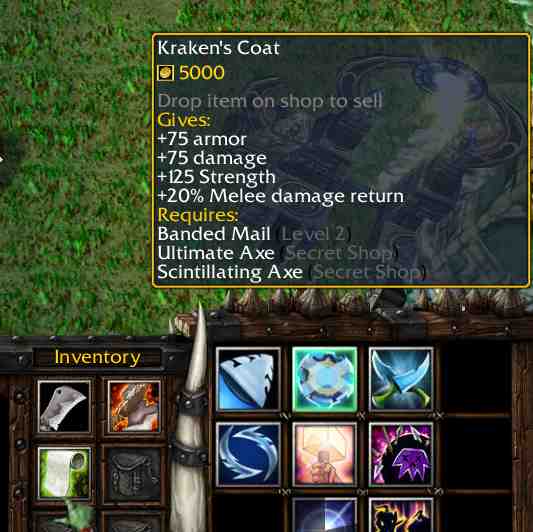 Kraken's Coat
5000
Drop item on shop to sell
Gives:
+75 armor
+75 damage
+125 Strength
+20% Melee damage return
Requires:
Banded Mail (Level 2)
Ultimate Axe (Secret Shop)
Scintillating Axe (Secret Shop)
Inventory